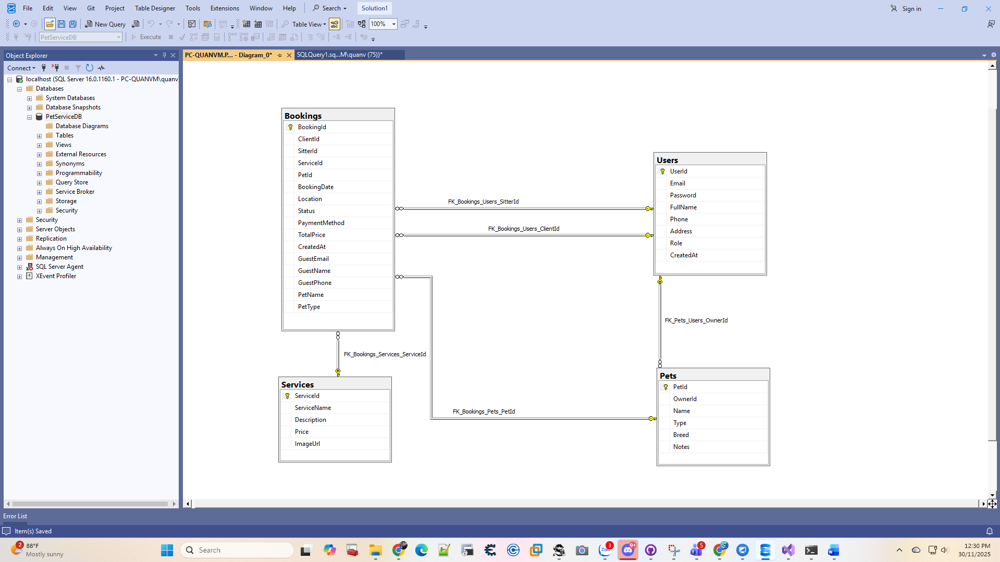 File Edit View Git Project Table Designer Tools Extensions Window Help Search Solution1 Sign in
New Query Table View 100%
PetServiceDB Execute
Object Explorer
Connect
localhost (SQL Server 16.0.1160.1 - PC-QUANVM\quanv)
Databases
System Databases
Database Snapshots
PetServiceDB
Database Diagrams
Tables
Views
External Resources
Synonyms
Programmability
Query Store
Service Broker
Storage
Security
Security
Server Objects
Replication
Always On High Availability
Management
SQL Server Agent
XEvent Profiler
PC-QUANVM.P... - Diagram_0* SQLQuery1.sq...M\quanv (75))*
Bookings
BookingId
ClientId
SitterId
ServiceId
PetId
BookingDate
Location
Status
PaymentMethod
TotalPrice
CreatedAt
GuestEmail
GuestName
GuestPhone
PetName
PetType
FK_Bookings_Users_SitterId
FK_Bookings_Users_ClientId
Users
UserId
Email
Password
FullName
Phone
Address
Role
CreatedAt
FK_Pets_Users_OwnerId
FK_Bookings_Services_ServiceId
Services
ServiceId
ServiceName
Description
Price
ImageUrl
FK_Bookings_Pets_PetId
Pets
PetId
OwnerId
Name
Type
Breed
Notes
Error List
Item(s) Saved
2
88°F
Mostly sunny
Search
Zalo 3
9+
5
12:30 PM
30/11/2025